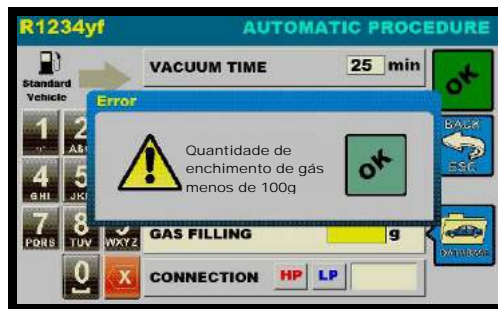 R1234yf AUTOMATIC PROCEDURE
Standard
Vehicle
VACUUM TIME 25 min
OK
Error
Quantidade de
enchimento de gás
menos de 100g
OK
BACK
ESC
1 2
4 5
GHI
7 8
PQRS TUV WXYZ
GAS FILLING g
DATABASE
0 X CONNECTION HP LP